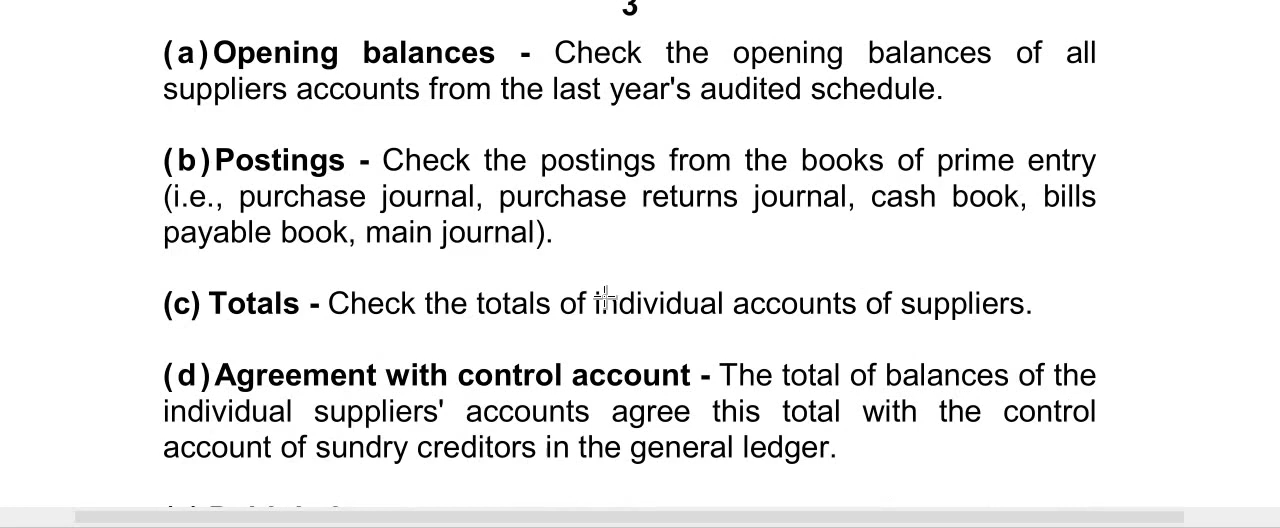 3
(a) Opening balances - Check the opening balances of all
suppliers accounts from the last year's audited schedule.
(b) Postings - Check the postings from the books of prime entry
(i.e., purchase journal, purchase returns journal, cash book, bills
payable book, main journal).
(c) Totals - Check the totals of individual accounts of suppliers.
(d) Agreement with control account - The total of balances of the
individual suppliers' accounts agree this total with the control
account of sundry creditors in the general ledger.